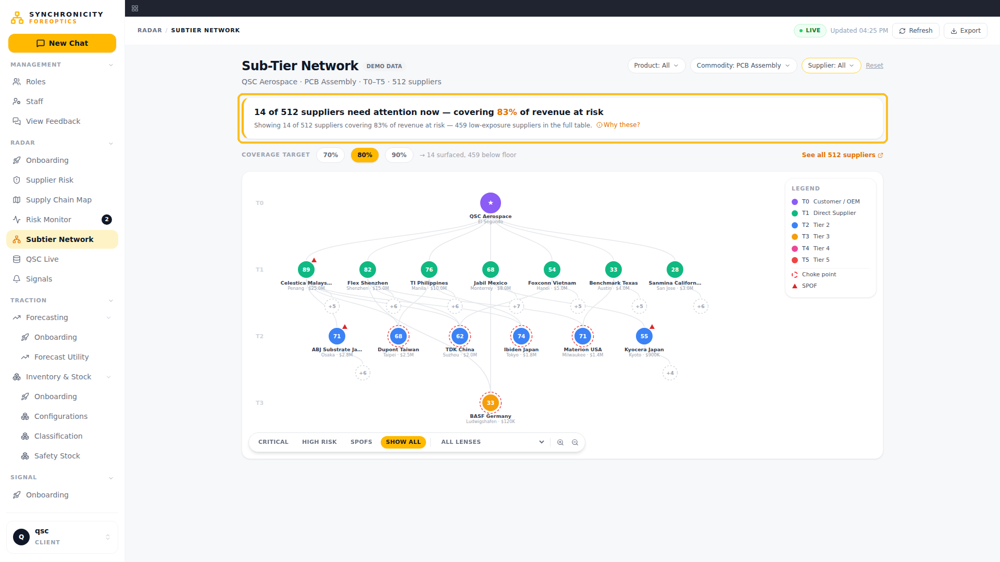 SYNCHRONICITY
FOREOPTICS
New Chat
MANAGEMENT
Roles
Staff
View Feedback
RADAR
Onboarding
Supplier Risk
Supply Chain Map
Risk Monitor 2
Subtier Network
QSC Live
Signals
TRACTION
Forecasting
Onboarding
Forecast Utility
Inventory & Stock
Onboarding
Configurations
Classification
Safety Stock
SIGNAL
Onboarding
Q qsc
CLIENT
RADAR / SUBTIER NETWORK
LIVE Updated 04:25 PM Refresh Export
Sub-Tier Network DEMO DATA
Product: All Commodity: PCB Assembly Supplier: All Reset
QSC Aerospace · PCB Assembly · T0–T5 · 512 suppliers
14 of 512 suppliers need attention now — covering 83% of revenue at risk
Showing 14 of 512 suppliers covering 83% of revenue at risk — 459 low-exposure suppliers in the full table. Why these?
COVERAGE TARGET 70% 80% 90% → 14 surfaced, 459 below floor See all 512 suppliers
LEGEND
T0 Customer / OEM
T1 Direct Supplier
T2 Tier 2
T3 Tier 3
T4 Tier 4
T5 Tier 5
Choke point
SPOF
T0
QSC Aerospace
El Segundo
T1 89 82 76 68 54 33 28
Celestica Malays… Flex Shenzhen TI Philippines Jabil Mexico Foxconn Vietnam Benchmark Texas Sanmina Californ…
Penang · $25.0M Shenzhen · $15.0M Manila · $10.0M Monterrey · $8.0M Hanoi · $5.0M Austin · $4.0M San Jose · $3.0M
+5 +6 +6 +7 +5 +5 +6
T2 71 68 62 74 71 55
ABJ Substrate Ja… Dupont Taiwan TDK China Ibiden Japan Materion USA Kyocera Japan
Osaka · $2.8M Taipei · $2.5M Suzhou · $2.0M Tokyo · $1.8M Milwaukee · $1.4M Kyoto · $900K
+6 +4
T3 33
BASF Germany
Ludwigshafen · $120K
CRITICAL HIGH RISK SPOFS SHOW ALL ALL LENSES